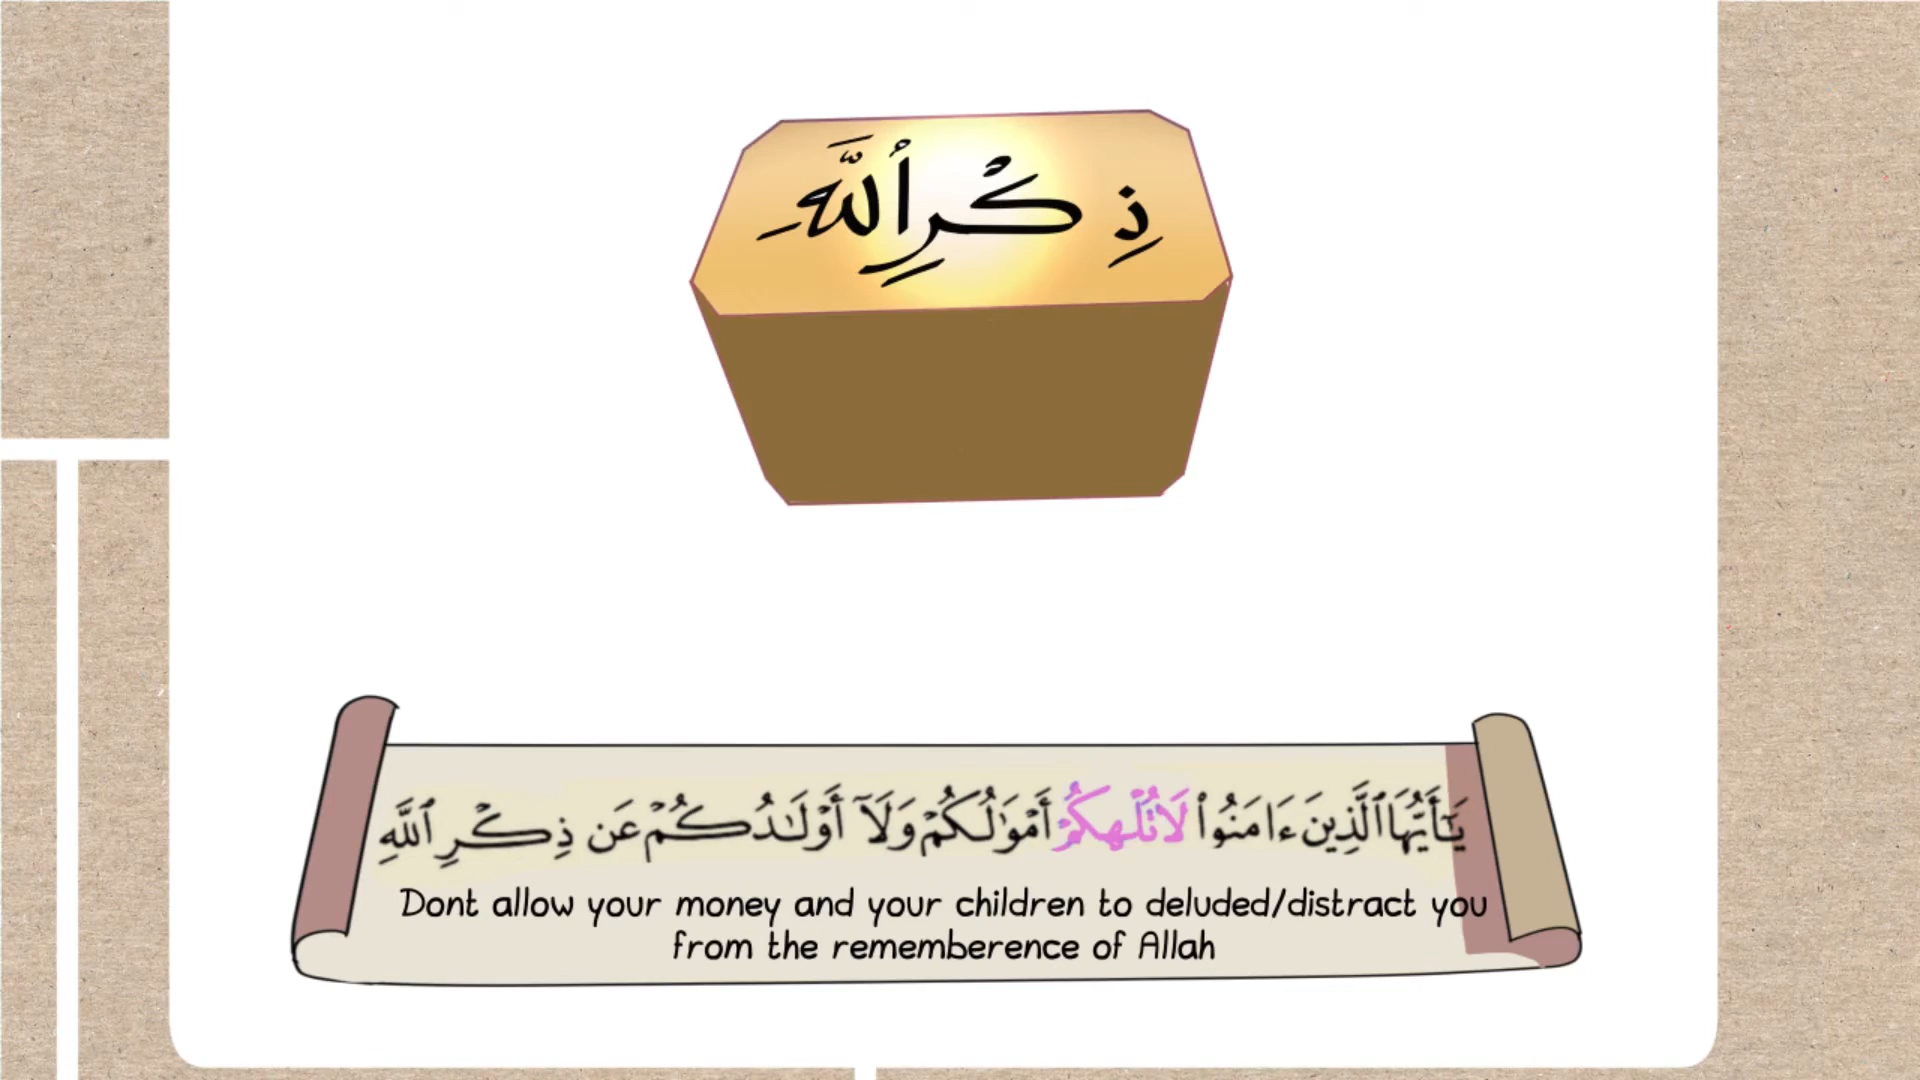 ذِكْرِ ٱللَّهِ
يَـٰٓأَيُّهَا ٱلَّذِينَ ءَامَنُوا۟ لَا تُلْهِكُمْ أَمْوَٰلُكُمْ وَلَآ أَوْلَـٰدُكُمْ عَن ذِكْرِ ٱللَّهِ
Dont allow your money and your children to deluded/distract you
from the rememberence of Allah